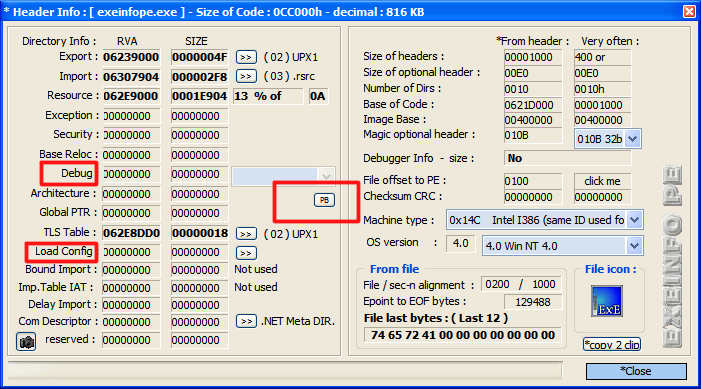 * Header Info : [ exeinfope.exe ] - Size of Code : 0CC000h - decimal : 816 KB
Directory Info : RVA SIZE
Export : 06239000 0000004F >> ( 02 ) UPX1
Import : 06307904 000002F8 >> ( 03 ) .rsrc
Resource : 062E9000 0001E904 13 % of 0A
Exception : 00000000 00000000
Security : 00000000 00000000
Base Reloc : 00000000 00000000
Debug : 00000000 00000000
Architecture : 00000000 00000000 PB
Global PTR : 00000000 00000000
TLS Table : 062E8DD0 00000018 >> ( 02 ) UPX1
Load Config 00000000 00000000 >>
Bound Import : 00000000 00000000 Not used
Imp.Table IAT : 00000000 00000000 Not used
Delay Import : 00000000 00000000
Com Descriptor : 00000000 00000000 >> .NET Meta DIR.
reserved : 00000000 00000000
*From header : Very often :
Size of headers : 00001000 400 or
Size of optional header : 00E0 00E0
Number of Dirs : 0010 0010h
Base of Code : 0621D000 00001000
Image Base : 00400000 00400000
Magic optional header : 010B 010B 32b
Debugger Info - size : No
File offset to PE : 0100 click me
Checksum CRC : 00000000 00000000
Machine type : 0x14C Intel I386 (same ID used fo
OS version : 4.0 4.0 Win NT 4.0
From file
File / sec-n alignment : 0200 / 1000
Epoint to EOF bytes : 129488
File last bytes : ( Last 12 )
74 65 72 41 00 00 00 00 00 00 00 00
File icon :
ExE
*copy 2 clip
EXEINFO PE
*Close